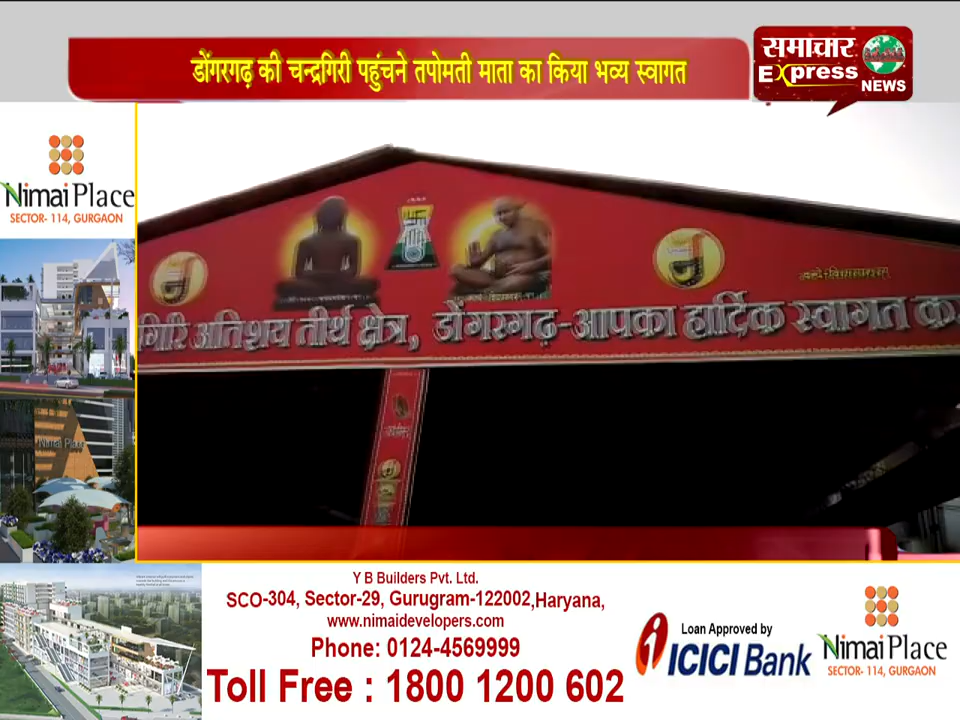 डोंगरगढ़ की चन्द्रगिरी पहुंचने तपोमती माता का किया भव्य स्वागत
समाचार
Express
NEWS
Nimai Place
SECTOR- 114, GURGAON
गिरि अतिशय तीर्थ क्षेत्र, डोंगरगढ़-आपका हार्दिक स्वागत
Nimai Place
Y B Builders Pvt. Ltd.
SCO-304, Sector-29, Gurugram-122002,Haryana,
www.nimaidevelopers.com
Phone: 0124-4569999
Toll Free : 1800 1200 602
Loan Approved by
ICICI Bank
Nimai Place
SECTOR- 114, GURGAON